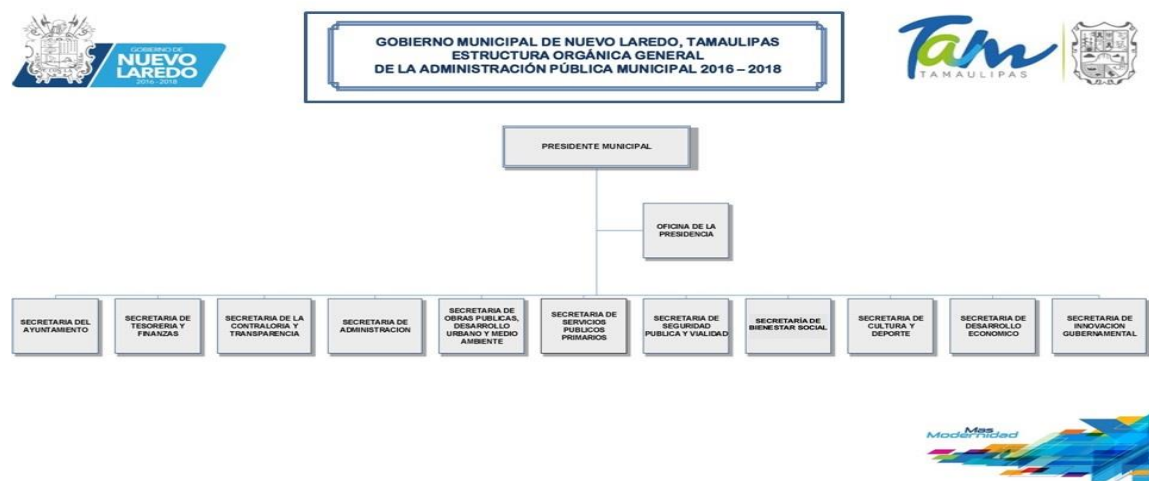 GOBIERNO DE
NUEVO
LAREDO
2016 - 2018
GOBIERNO MUNICIPAL DE NUEVO LAREDO, TAMAULIPAS
ESTRUCTURA ORGÁNICA GENERAL
DE LA ADMINISTRACIÓN PÚBLICA MUNICIPAL 2016 – 2018
Tam
TAMAULIPAS
PRESIDENTE MUNICIPAL
OFICINA DE LA
PRESIDENCIA
SECRETARIA DEL
AYUNTAMIENTO
SECRETARIA DE
TESORERIA Y
FINANZAS
SECRETARIA DE LA
CONTRALORIA Y
TRANSPARENCIA
SECRETARIA DE
ADMINISTRACION
SECRETARIA DE
OBRAS PUBLICAS,
DESARROLLO
URBANO Y MEDIO
AMBIENTE
SECRETARIA DE
SERVICIOS
PUBLICOS
PRIMARIOS
SECRETARIA DE
SEGURIDAD
PUBLICA Y VIALIDAD
SECRETARÍA DE
BIENESTAR SOCIAL
SECRETARIA DE
CULTURA Y
DEPORTE
SECRETARIA DE
DESARROLLO
ECONOMICO
SECRETARIA DE
INNOVACION
GUBERNAMENTAL
Mas
Modernidad